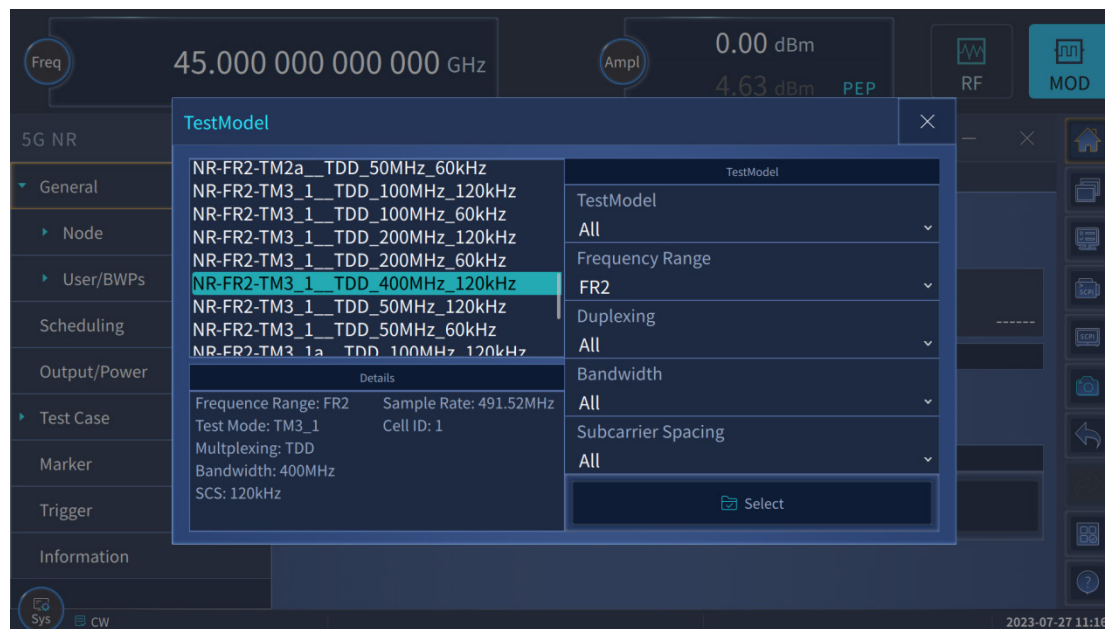 Freq
45.000 000 000 000 GHz
Ampl
0.00 dBm
4.63 dBm PEP
RF
MOD
5G NR
TestModel
General
Node
User/BWPs
Scheduling
Output/Power
Test Case
Marker
Trigger
Information
NR-FR2-TM2a__TDD_50MHz_60kHz
NR-FR2-TM3_1__TDD_100MHz_120kHz
NR-FR2-TM3_1__TDD_100MHz_60kHz
NR-FR2-TM3_1__TDD_200MHz_120kHz
NR-FR2-TM3_1__TDD_200MHz_60kHz
NR-FR2-TM3_1__TDD_400MHz_120kHz
NR-FR2-TM3_1__TDD_50MHz_120kHz
NR-FR2-TM3_1__TDD_50MHz_60kHz
NR-FR2-TM3_1a__TDD_100MHz_120kHz
Details
Frequence Range: FR2 Sample Rate: 491.52MHz
Test Mode: TM3_1 Cell ID: 1
Multplexing: TDD
Bandwidth: 400MHz
SCS: 120kHz
TestModel
TestModel
All
Frequency Range
FR2
Duplexing
All
Bandwidth
All
Subcarrier Spacing
All
Select
------
SCPI
SCPI
Sys
CW
2023-07-27 11:16